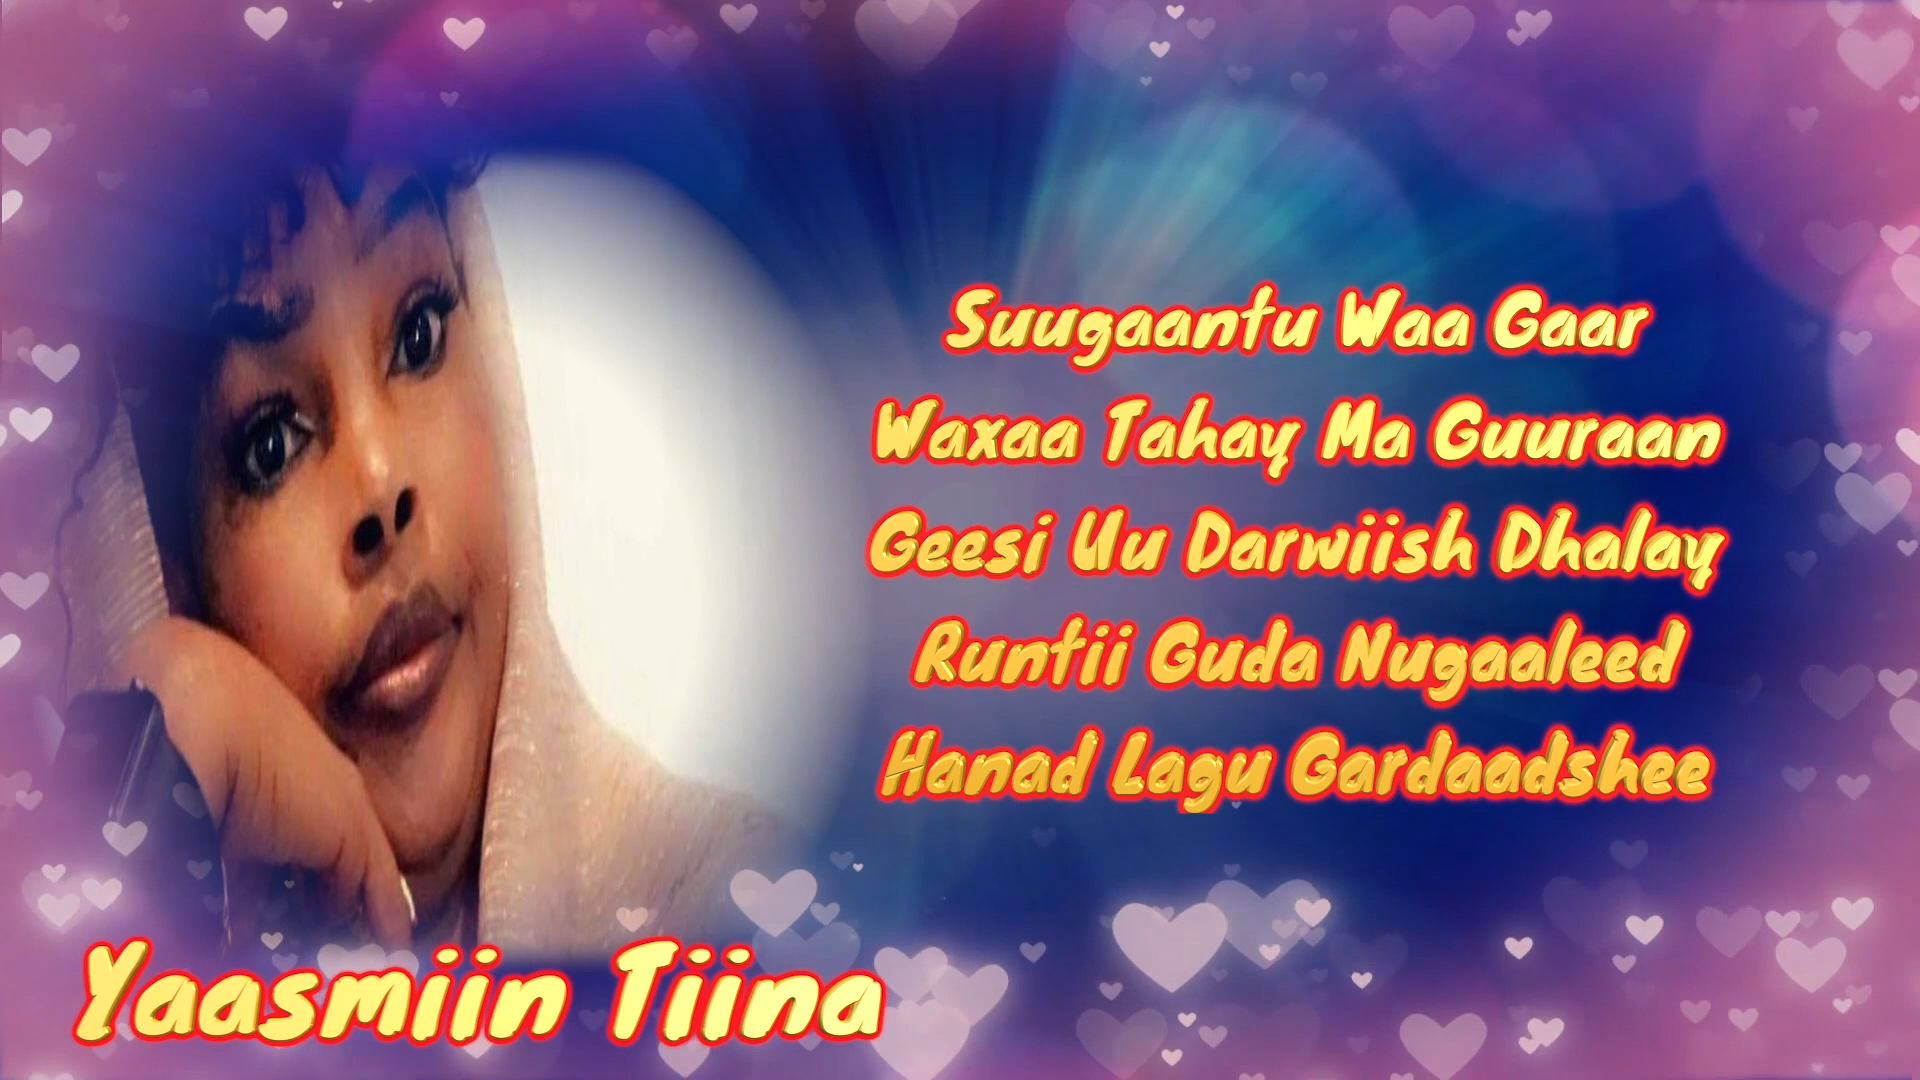 Suugaantu Waa Gaar
Waxaa Tahay Ma Guuraan
Geesi Uu Darwiish Dhalay
Runtii Guda Nugaaleed
Hanad Lagu Gardaadshee
Yaasmiin Tiina